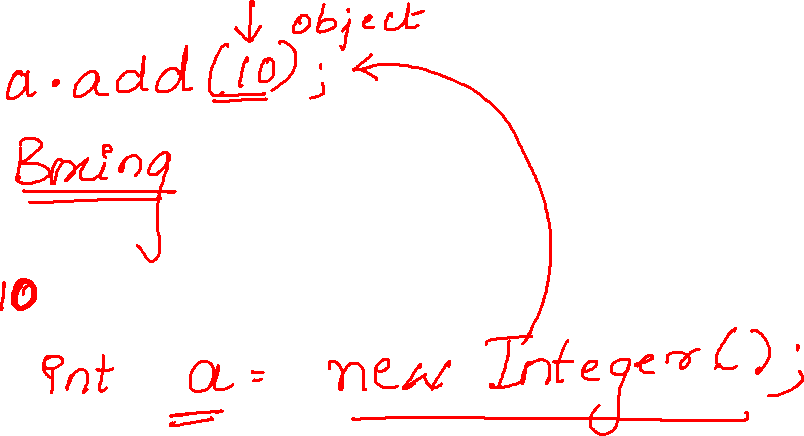 object
a.add(10);
Boxing
10
int a = new Integer();